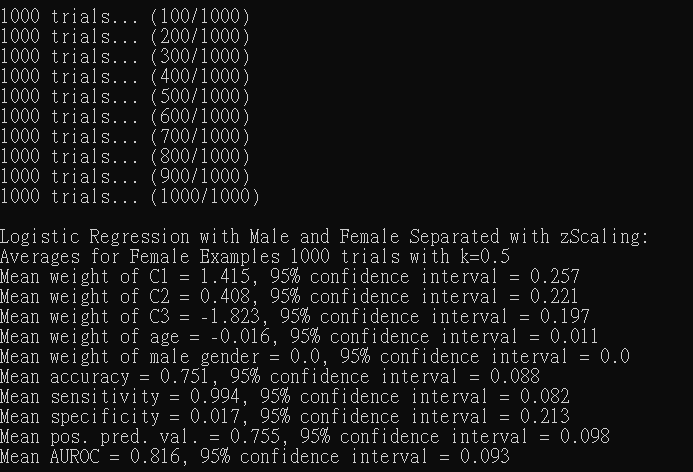 1000 trials... (100/1000)
1000 trials... (200/1000)
1000 trials... (300/1000)
1000 trials... (400/1000)
1000 trials... (500/1000)
1000 trials... (600/1000)
1000 trials... (700/1000)
1000 trials... (800/1000)
1000 trials... (900/1000)
1000 trials... (1000/1000)
Logistic Regression with Male and Female Separated with zScaling:
Averages for Female Examples 1000 trials with k=0.5
Mean weight of C1 = 1.415, 95% confidence interval = 0.257
Mean weight of C2 = 0.408, 95% confidence interval = 0.221
Mean weight of C3 = -1.823, 95% confidence interval = 0.197
Mean weight of age = -0.016, 95% confidence interval = 0.011
Mean weight of male gender = 0.0, 95% confidence interval = 0.0
Mean accuracy = 0.751, 95% confidence interval = 0.088
Mean sensitivity = 0.994, 95% confidence interval = 0.082
Mean specificity = 0.017, 95% confidence interval = 0.213
Mean pos. pred. val. = 0.755, 95% confidence interval = 0.098
Mean AUROC = 0.816, 95% confidence interval = 0.093